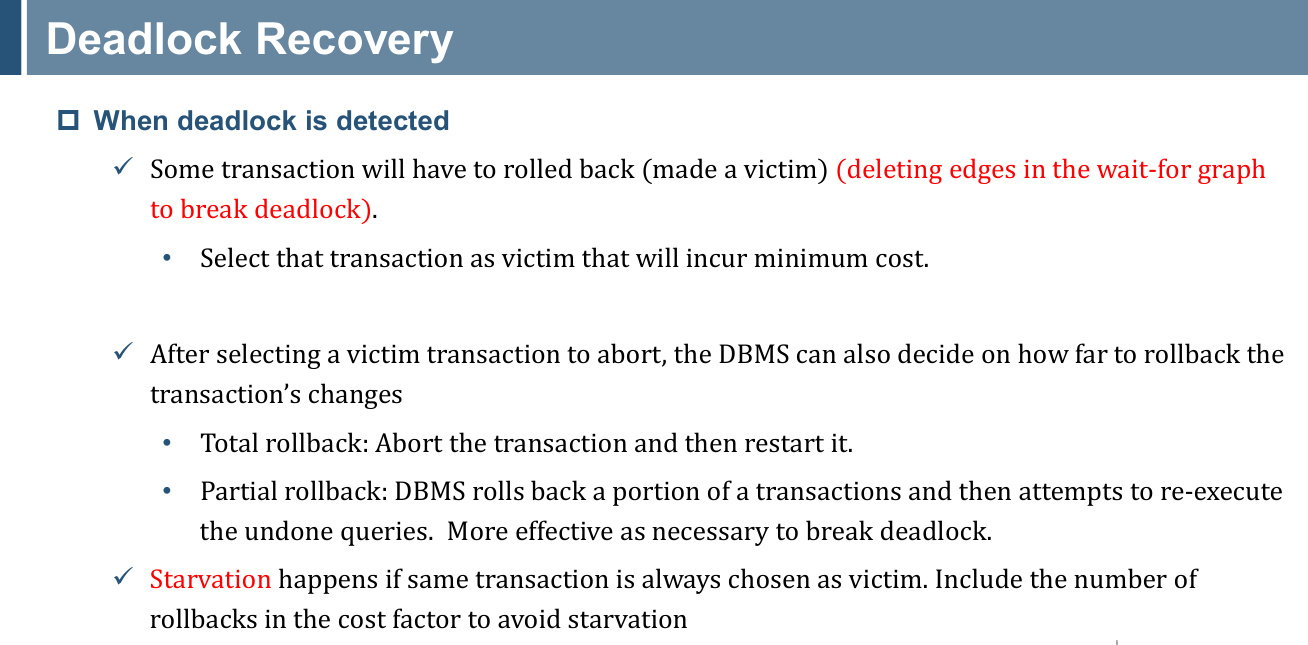 Deadlock Recovery
When deadlock is detected
Some transaction will have to rolled back (made a victim) (deleting edges in the wait-for graph
to break deadlock).
Select that transaction as victim that will incur minimum cost.
After selecting a victim transaction to abort, the DBMS can also decide on how far to rollback the
transaction’s changes
Total rollback: Abort the transaction and then restart it.
Partial rollback: DBMS rolls back a portion of a transactions and then attempts to re-execute
the undone queries.  More effective as necessary to break deadlock.
Starvation happens if same transaction is always chosen as victim. Include the number of
rollbacks in the cost factor to avoid starvation